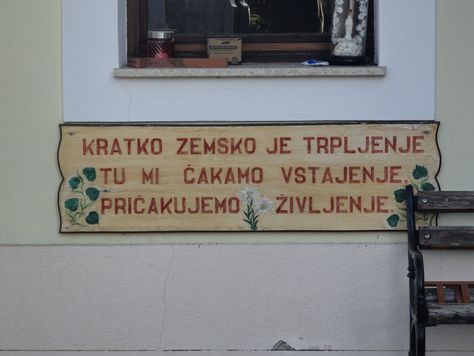 KRATKO ZEMSKO JE TRPLJENJE
TU MI ČAKAMO VSTAJENJE.
PRIČAKUJEMO ŽIVLJENJE.